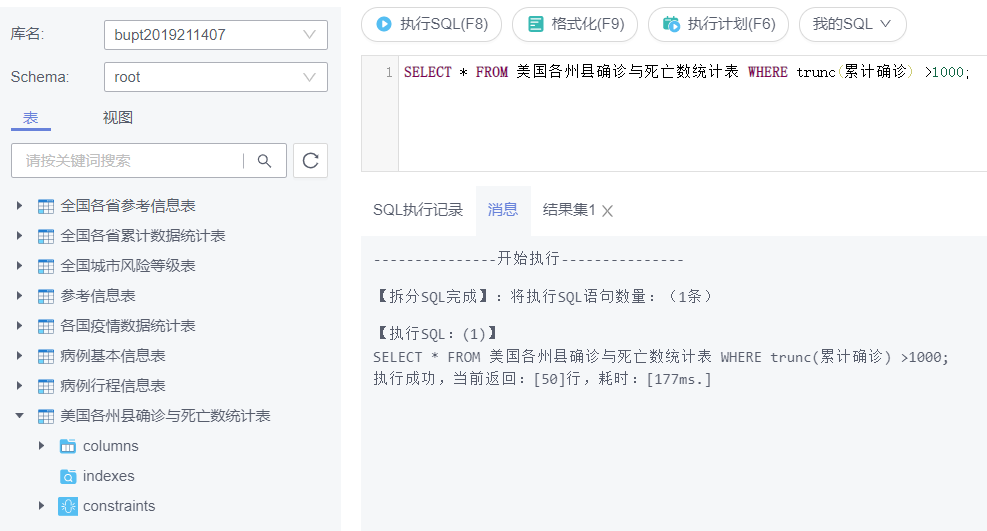 库名:
bupt2019211407
Schema:
root
表
视图
请按关键词搜索
全国各省参考信息表
全国各省累计数据统计表
全国城市风险等级表
参考信息表
各国疫情数据统计表
病例基本信息表
病例行程信息表
美国各州县确诊与死亡数统计表
columns
indexes
constraints
执行SQL(F8)
格式化(F9)
执行计划(F6)
我的SQL
1 SELECT * FROM 美国各州县确诊与死亡数统计表 WHERE trunc(累计确诊) >1000;
SQL执行记录
消息
结果集1
---------------开始执行---------------
【拆分SQL完成】：将执行SQL语句数量：（1条）
【执行SQL：(1)】
SELECT * FROM 美国各州县确诊与死亡数统计表 WHERE trunc(累计确诊) >1000;
执行成功，当前返回：[50]行，耗时：[177ms.]